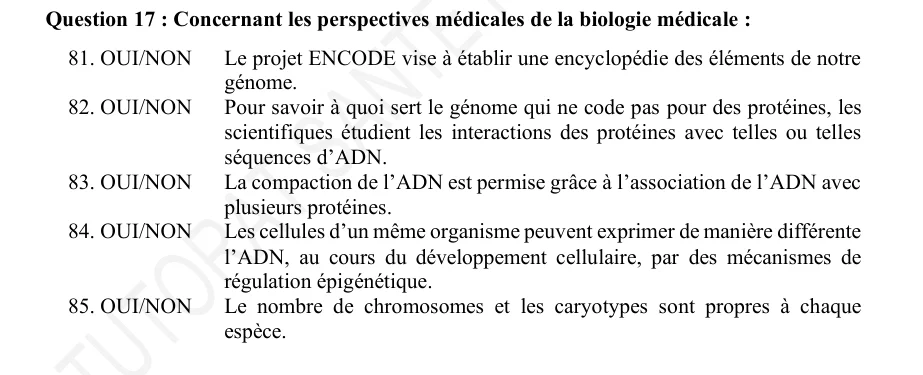 Question 17 : Concernant les perspectives médicales de la biologie médicale :
81. OUI/NON Le projet ENCODE vise à établir une encyclopédie des éléments de notre
génome.
82. OUI/NON Pour savoir à quoi sert le génome qui ne code pas pour des protéines, les
scientifiques étudient les interactions des protéines avec telles ou telles
séquences d'ADN.
83. OUI/NON La compaction de l'ADN est permise grâce à l'association de l'ADN avec
plusieurs protéines.
84. OUI/NON Les cellules d'un même organisme peuvent exprimer de manière différente
l'ADN, au cours du développement cellulaire, par des mécanismes de
régulation épigénétique.
85. OUI/NON Le nombre de chromosomes et les caryotypes sont propres à chaque
espèce.